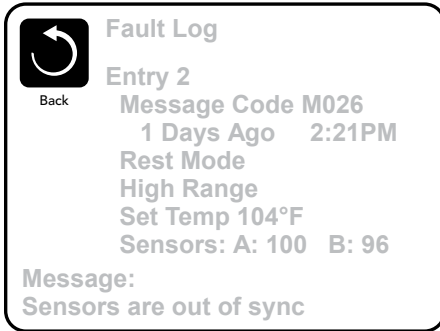 Fault Log
Entry 2
Back
Message Code M026
1 Days Ago 2:21PM
Rest Mode
High Range
Set Temp 104°F
Sensors: A: 100 B: 96
Message:
Sensors are out of sync